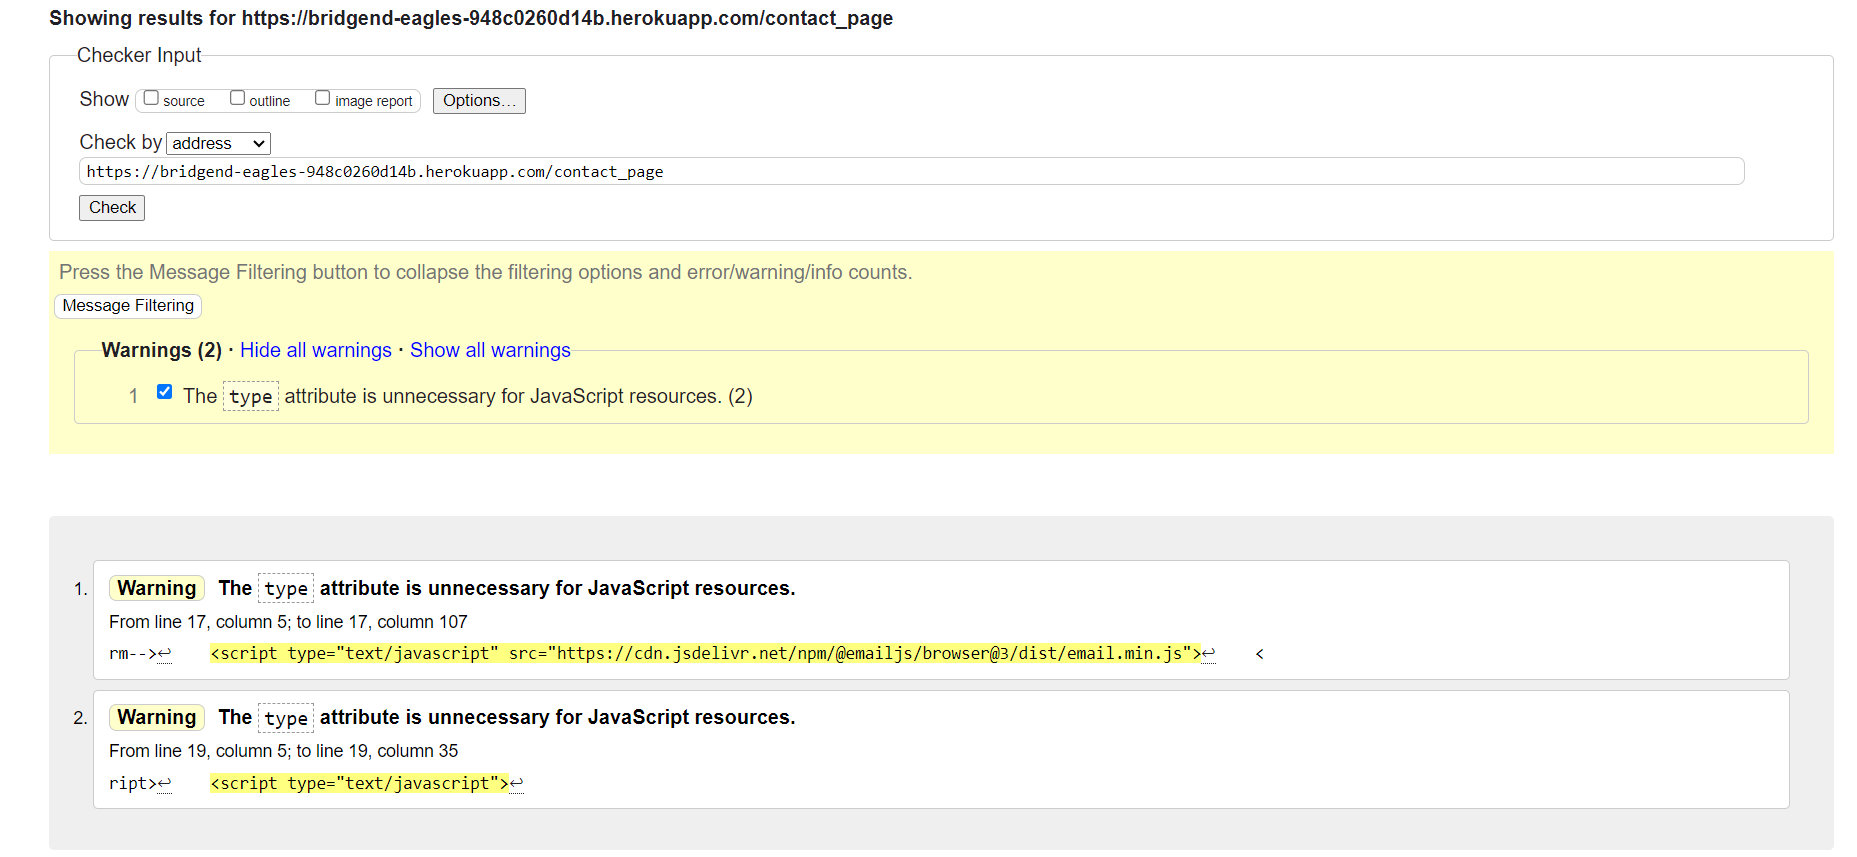 Showing results for https://bridgend-eagles-948c0260d14b.herokuapp.com/contact_page
Checker Input
Show source outline image report Options...
Check by address
https://bridgend-eagles-948c0260d14b.herokuapp.com/contact_page
Check
Press the Message Filtering button to collapse the filtering options and error/warning/info counts.
Message Filtering
Warnings (2) · Hide all warnings · Show all warnings
1 The type attribute is unnecessary for JavaScript resources. (2)
1. Warning The type attribute is unnecessary for JavaScript resources.
From line 17, column 5; to line 17, column 107
rm-->↩ <script type="text/javascript" src="https://cdn.jsdelivr.net/npm/@emailjs/browser@3/dist/email.min.js">↩ <
2. Warning The type attribute is unnecessary for JavaScript resources.
From line 19, column 5; to line 19, column 35
ript>↩ <script type="text/javascript">↩